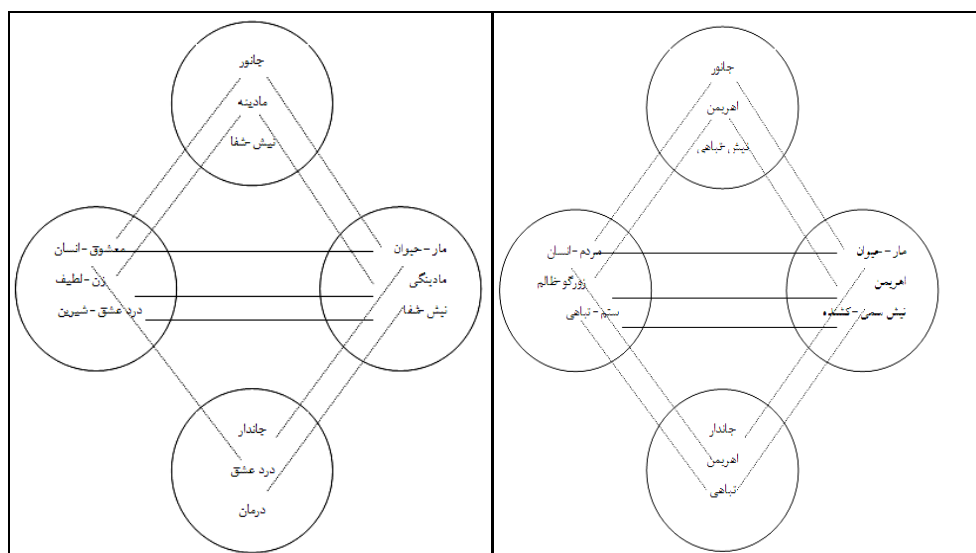 جانور
اهریمن
نیش-تباهی
مار-حیوان
اهریمن
نیش سمی-کشنده
مردم-انسان
زورگو-ظالم
ستم-تباهی
جاندار
اهریمن
تباهی
جانور
مادینه
نیش-شفا
مار-حیوان
مادینگی
نیش-شفا
معشوق-انسان
زن-لطیف
درد عشق-شیرین
جاندار
درد عشق
درمان